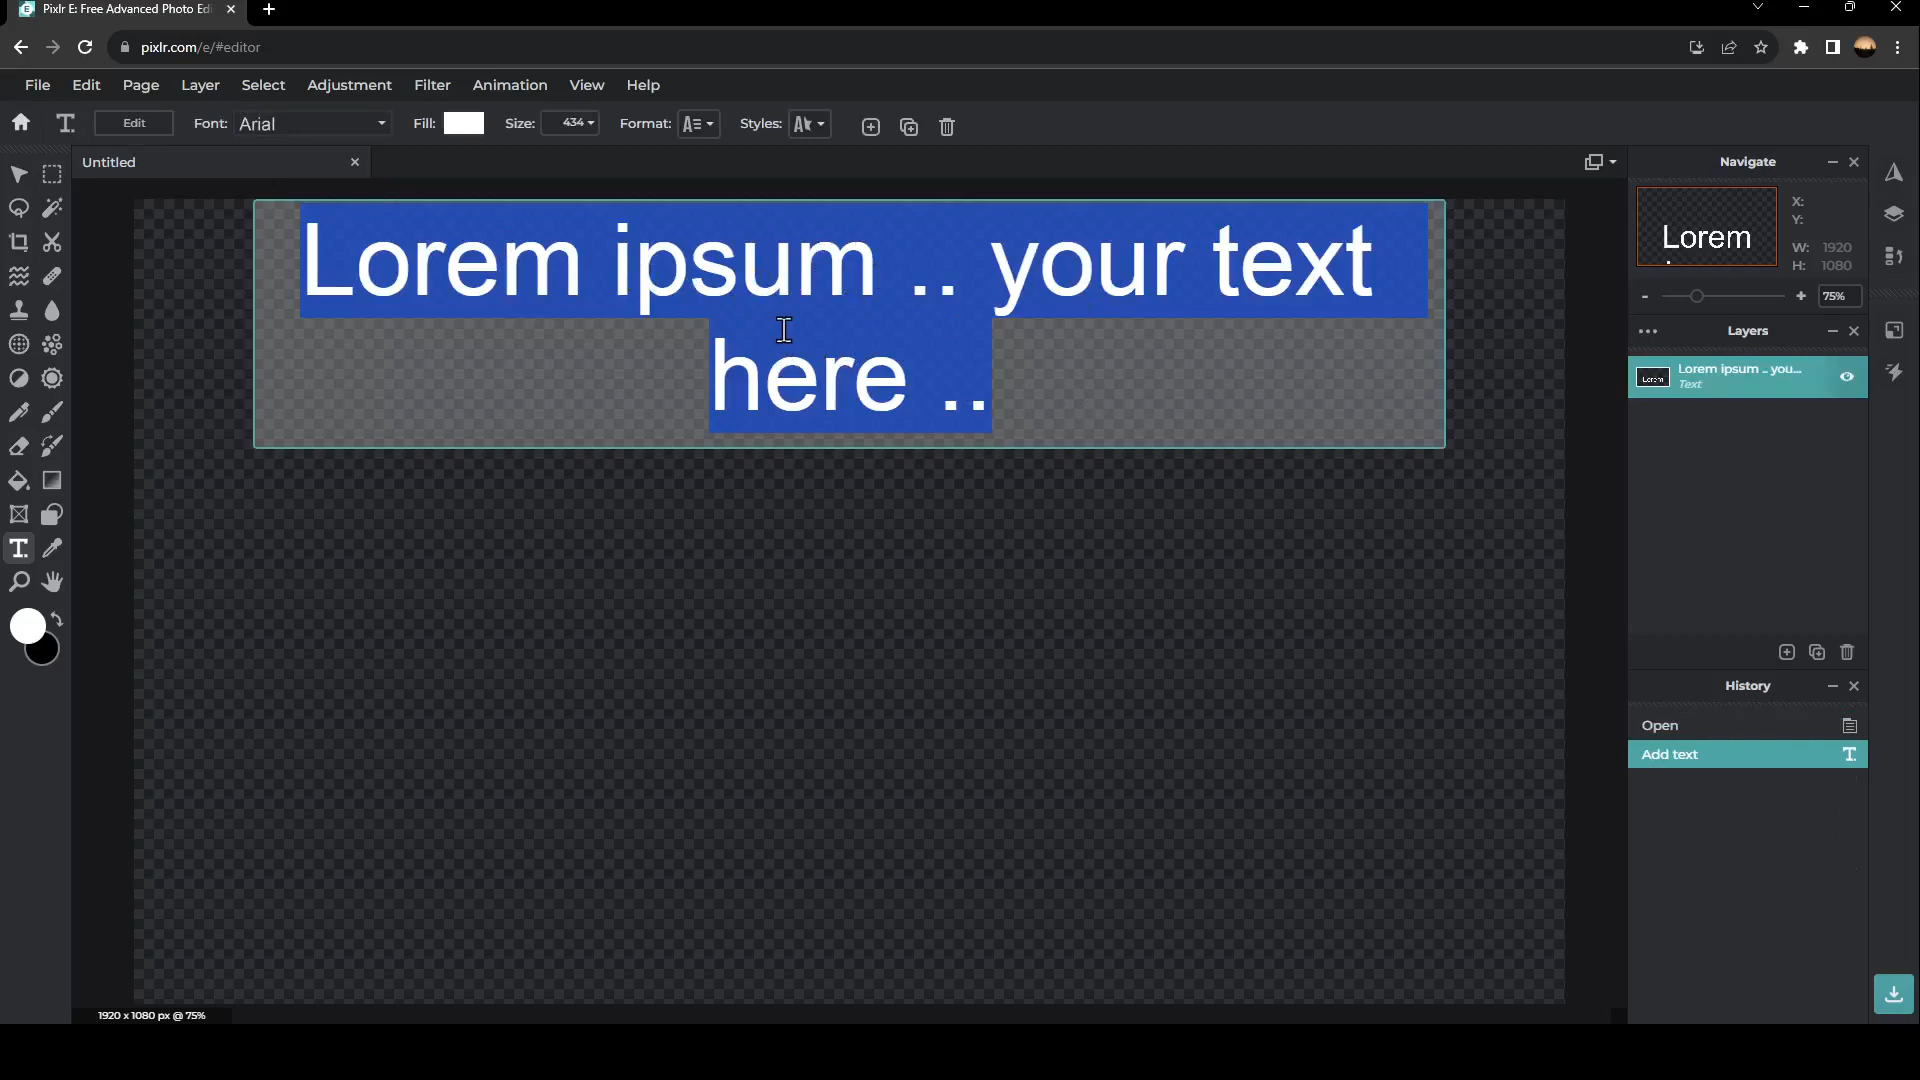 Pixlr E: Free Advanced Photo Edi
pixlr.com/e/#editor
File Edit Page Layer Select Adjustment Filter Animation View Help
Edit Font: Arial Fill: Size: 434 Format: Styles:
Untitled
Lorem ipsum .. your text
here ..
1920 x 1080 px @ 75%
Navigate
Lorem
X:
Y:
W: 1920
H: 1080
75%
Layers
Lorem
Lorem ipsum .. you...
Text
History
Open
Add text